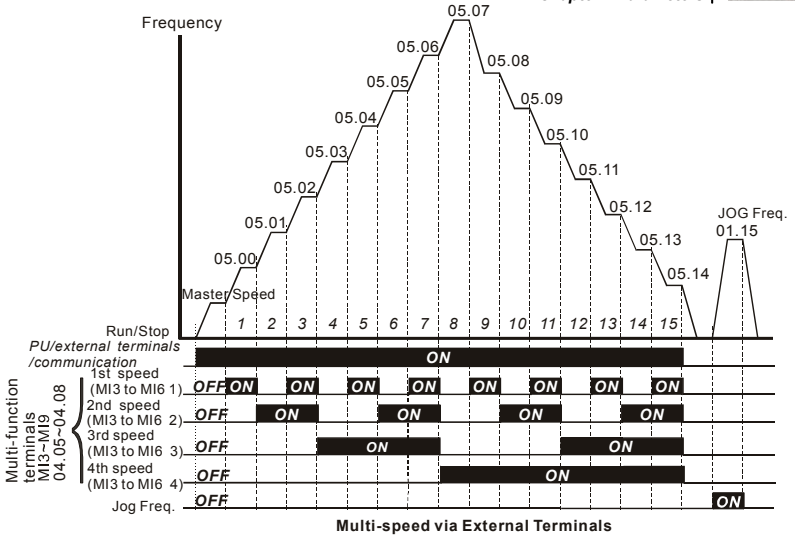 05.07
Frequency
05.06
05.08
05.05
05.09
05.04
05.10
05.03
05.11
05.02
05.12
JOG Freq.
01.15
05.01
05.13
05.00
05.14
Master Speed
Run/Stop
1 2 3 4 5 6 7 8 9 10 11 12 13 14 15
PU/external terminals
/communication
ON
Multi-function
terminals
MI3~MI9
04.05~04.08
1st speed
(MI3 to MI6 1)
OFF ON ON ON ON ON ON ON ON
2nd speed
(MI3 to MI6 2)
OFF ON ON ON ON
3rd speed
(MI3 to MI6 3)
OFF ON ON
4th speed
(MI3 to MI6 4)
OFF ON
Jog Freq. OFF ON
Multi-speed via External Terminals